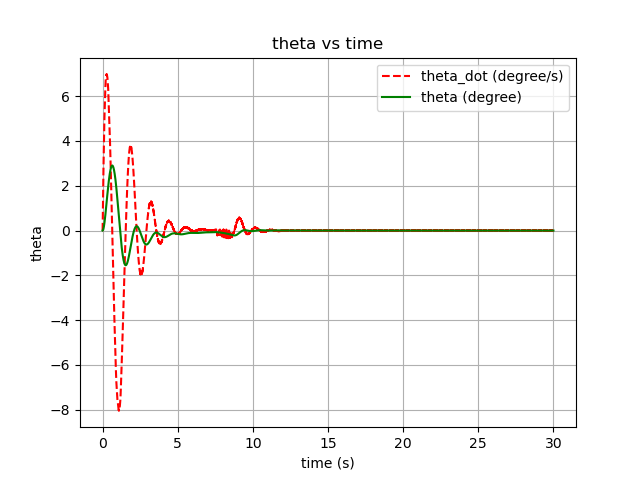 theta vs time
theta_dot (degree/s)
theta (degree)
theta
6
4
2
0
−2
−4
−6
−8
0 5 10 15 20 25 30
time (s)